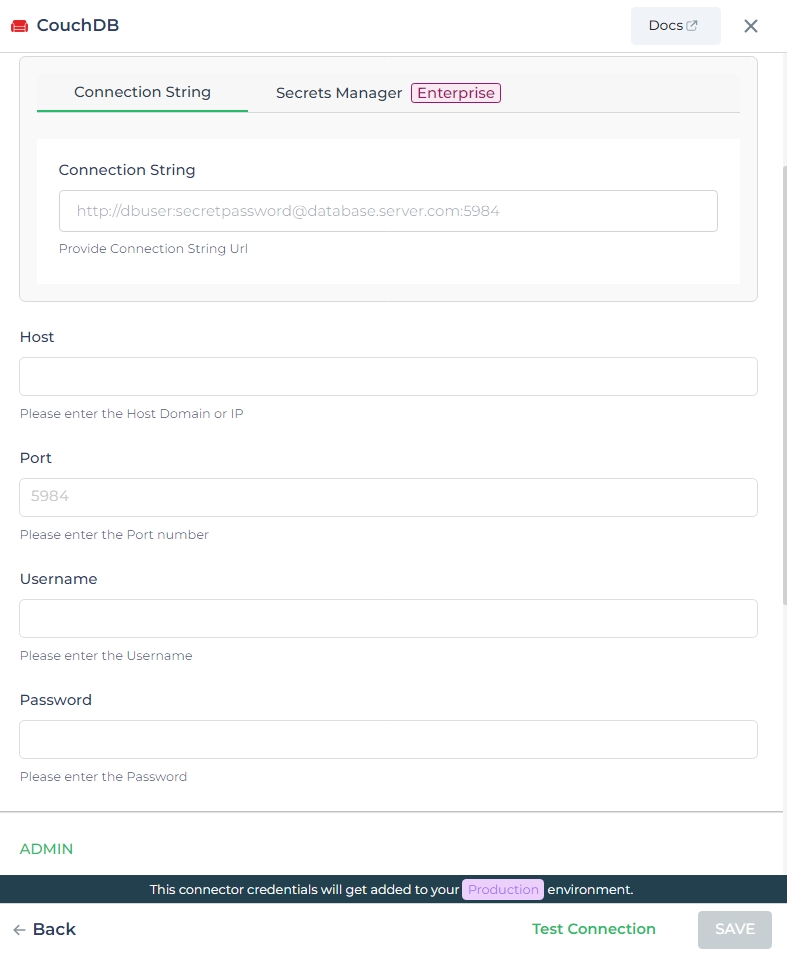 CouchDB
Docs
Connection String
Secrets Manager Enterprise
Connection String
http://dbuser:secretpassword@database.server.com:5984
Provide Connection String Url
Host
Please enter the Host Domain or IP
Port
5984
Please enter the Port number
Username
Please enter the Username
Password
Please enter the Password
ADMIN
This connector credentials will get added to your Production environment.
Back
Test Connection
SAVE